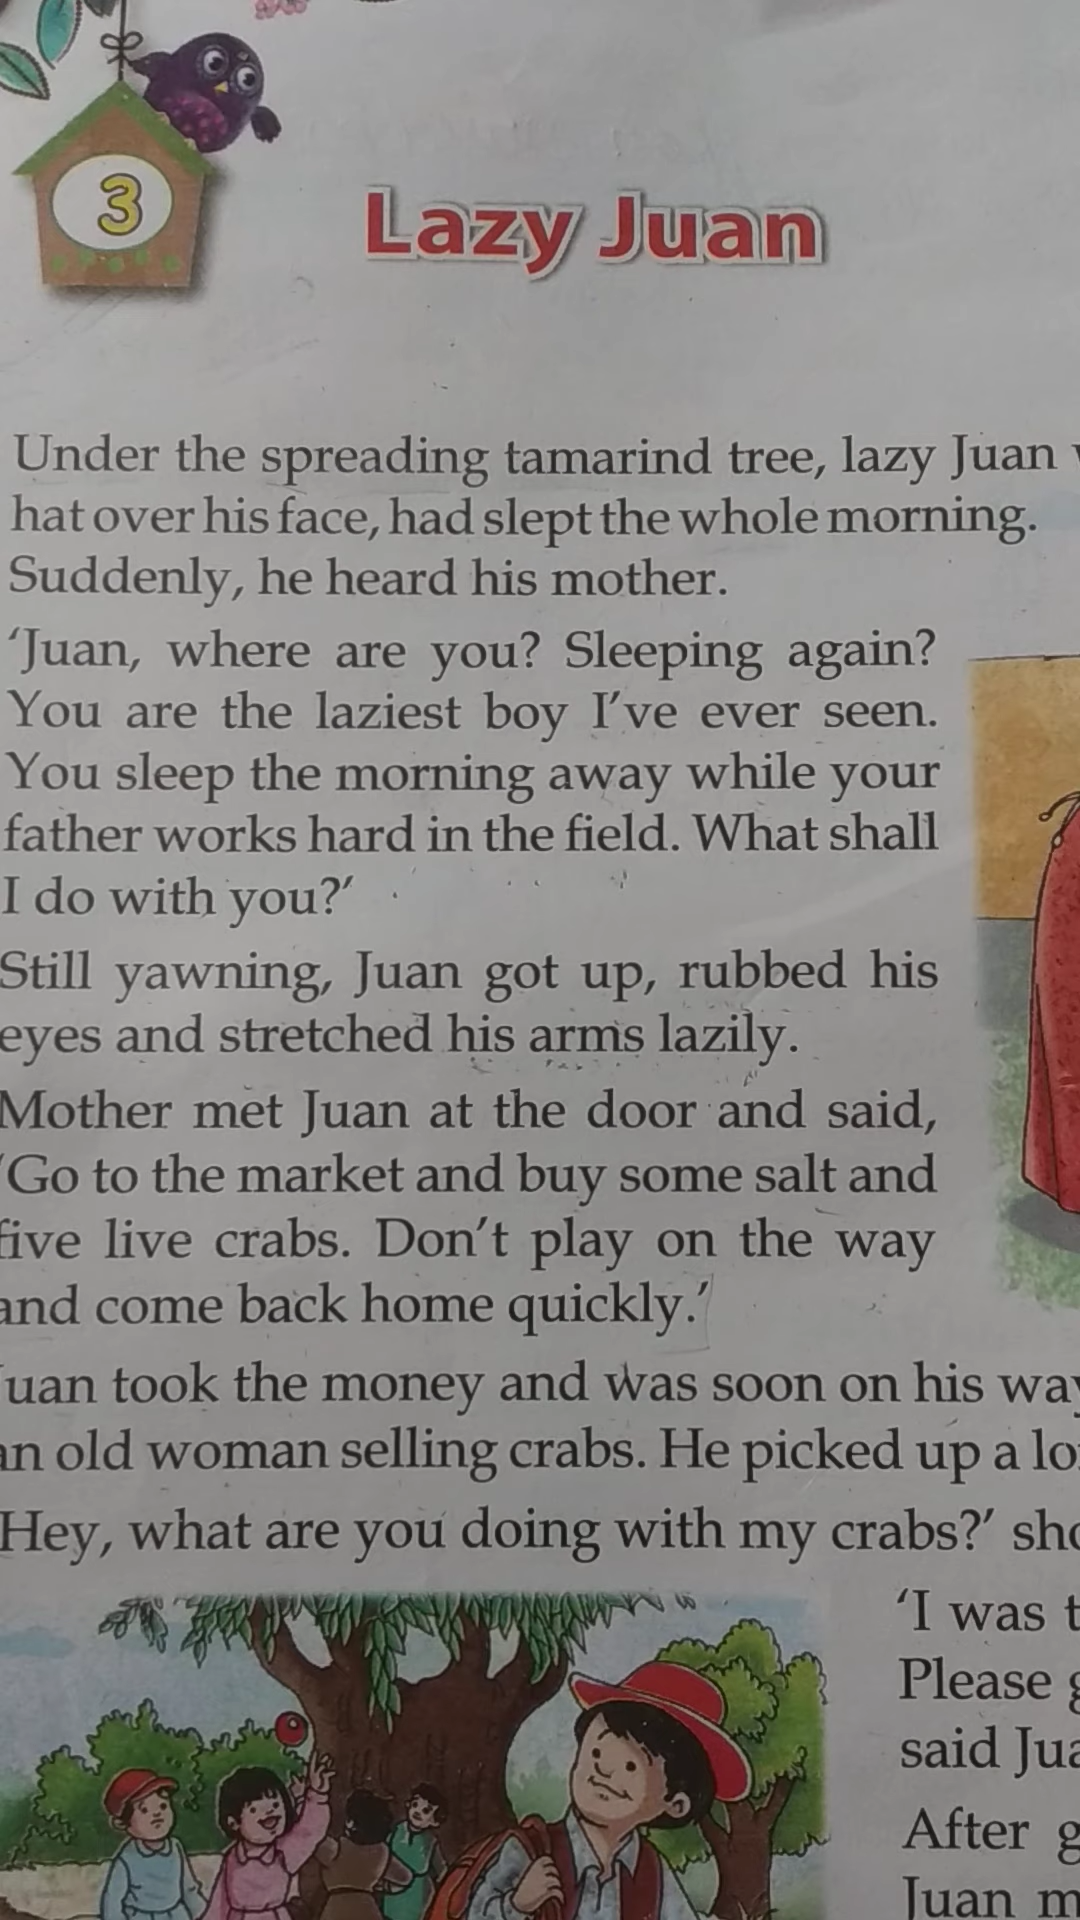 3
Lazy Juan
Under the spreading tamarind tree, lazy Juan
hat over his face, had slept the whole morning.
Suddenly, he heard his mother.
‘Juan, where are you? Sleeping again?
You are the laziest boy I’ve ever seen.
You sleep the morning away while your
father works hard in the field. What shall
I do with you?’
Still yawning, Juan got up, rubbed his
eyes and stretched his arms lazily.
Mother met Juan at the door and said,
‘Go to the market and buy some salt and
five live crabs. Don’t play on the way
and come back home quickly.’
Juan took the money and was soon on his way
an old woman selling crabs. He picked up a
Hey, what are you doing with my crabs?’
‘I was
Please
said
After
Juan